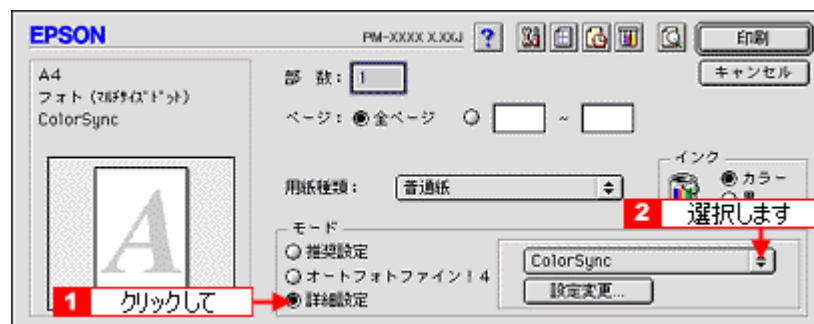 EPSON
PM-XXXX X.XXJ
?
印刷
キャンセル
A4
フォト (マルチサイズドット)
ColorSync
A
部 数: 1
ページ: 全ページ ~
用紙種類: 普通紙
インク
カラー
黒
2 選択します
モード
推奨設定
オートフォトファイン!4
詳細設定
ColorSync
設定変更...
1 クリックして